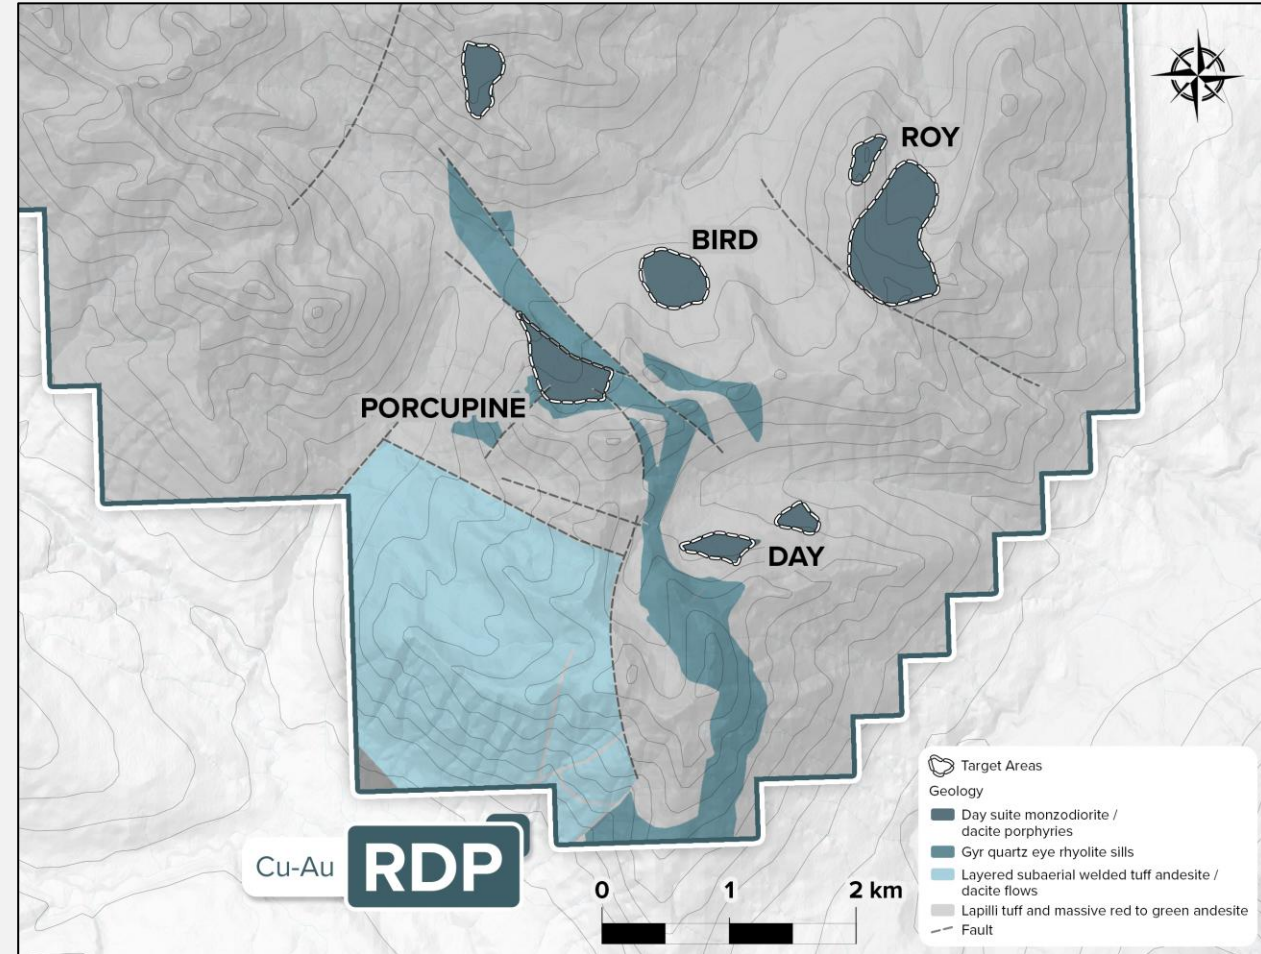 ROY
BIRD
PORCUPINE
DAY
Target Areas
Geology
Day suite monzodiorite /
dacite porphyries
Gyr quartz eye rhyolite sills
Layered subaerial welded tuff andesite /
dacite flows
Lapilli tuff and massive red to green andesite
Fault
Cu-Au RDP
0 1 2 km